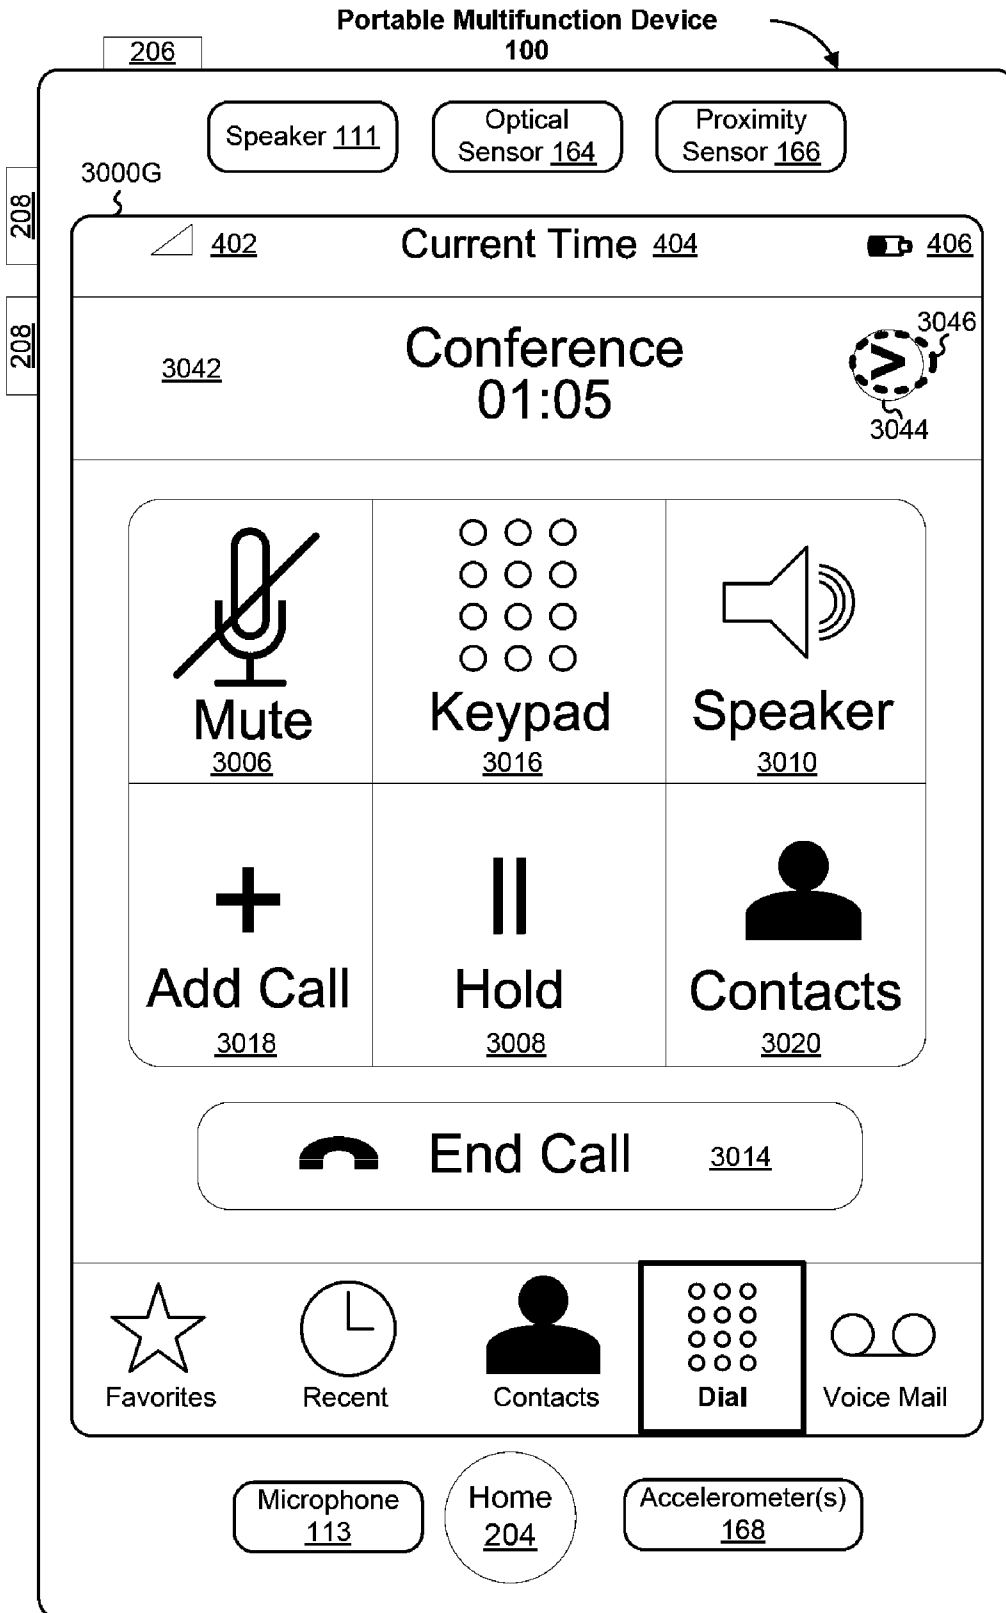 Portable Multifunction Device
100
206
Speaker 111
Optical
Sensor 164
Proximity
Sensor 166
3000G
208
208
402
Current Time 404
406
3042
Conference
01:05
>
3046
3044
Mute
3006
Keypad
3016
Speaker
3010
+
Add Call
3018
Hold
3008
Contacts
3020
End Call 3014
Favorites
Recent
Contacts
Dial
Voice Mail
Microphone
113
Home
204
Accelerometer(s)
168